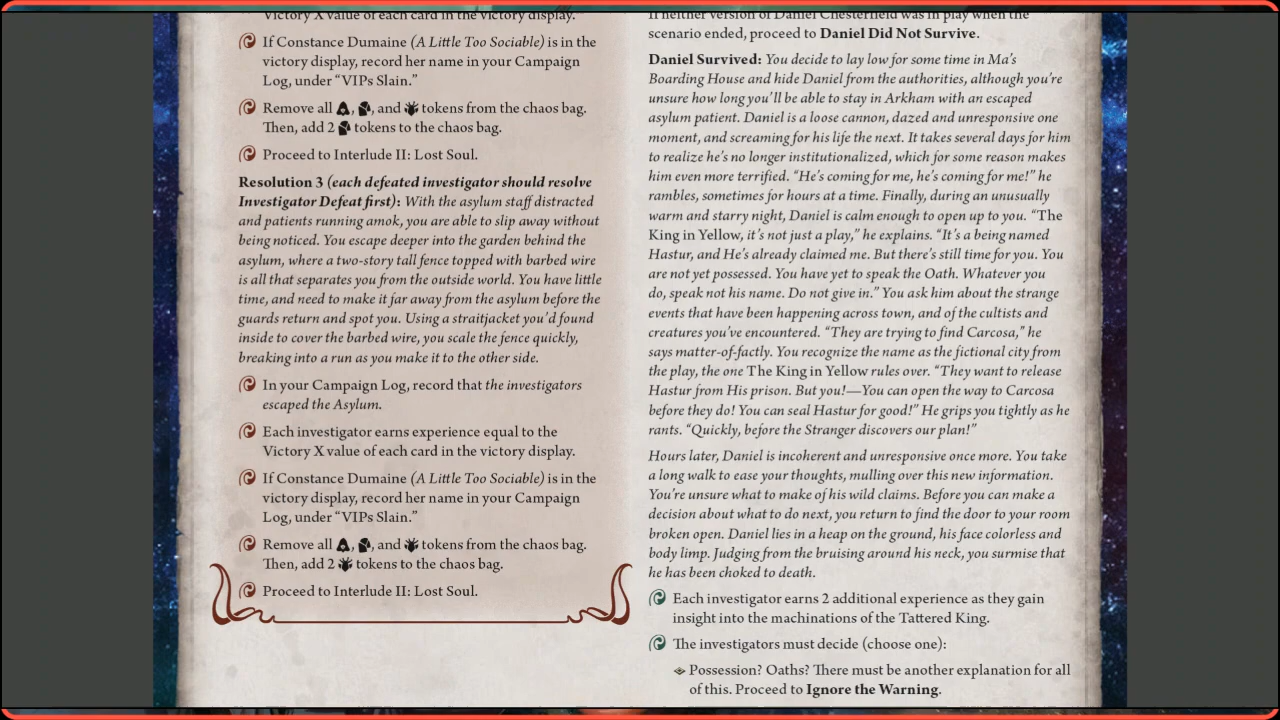 Victory X value of each card in the victory display.
If Constance Dumaine (A Little Too Sociable) is in the
victory display, record her name in your Campaign
Log, under “VIPs Slain.”
Remove all , , and tokens from the chaos bag.
Then, add 2 tokens to the chaos bag.
Proceed to Interlude II: Lost Soul.
Resolution 3 (each defeated investigator should resolve
Investigator Defeat first): With the asylum staff distracted
and patients running amok, you are able to slip away without
being noticed. You escape deeper into the garden behind the
asylum, where a two-story tall fence topped with barbed wire
is all that separates you from the outside world. You have little
time, and need to make it far away from the asylum before the
guards return and spot you. Using a straitjacket you’d found
inside to cover the barbed wire, you scale the fence quickly,
breaking into a run as you make it to the other side.
In your Campaign Log, record that the investigators
escaped the Asylum.
Each investigator earns experience equal to the
Victory X value of each card in the victory display.
If Constance Dumaine (A Little Too Sociable) is in the
victory display, record her name in your Campaign
Log, under “VIPs Slain.”
Remove all , , and tokens from the chaos bag.
Then, add 2 tokens to the chaos bag.
Proceed to Interlude II: Lost Soul.
If neither version of Daniel Chesterfield was in play when the
scenario ended, proceed to Daniel Did Not Survive.
Daniel Survived: You decide to lay low for some time in Ma’s
Boarding House and hide Daniel from the authorities, although you’re
unsure how long you’ll be able to stay in Arkham with an escaped
asylum patient. Daniel is a loose cannon, dazed and unresponsive one
moment, and screaming for his life the next. It takes several days for him
to realize he’s no longer institutionalized, which for some reason makes
him even more terrified. “He’s coming for me, he’s coming for me!” he
rambles, sometimes for hours at a time. Finally, during an unusually
warm and starry night, Daniel is calm enough to open up to you. “The
King in Yellow, it’s not just a play,” he explains. “It’s a being named
Hastur, and He’s already claimed me. But there’s still time for you. You
are not yet possessed. You have yet to speak the Oath. Whatever you
do, speak not his name. Do not give in.” You ask him about the strange
events that have been happening across town, and of the cultists and
creatures you’ve encountered. “They are trying to find Carcosa,” he
says matter-of-factly. You recognize the name as the fictional city from
the play, the one The King in Yellow rules over. “They want to release
Hastur from His prison. But you!—You can open the way to Carcosa
before they do! You can seal Hastur for good!” He grips you tightly as he
rants. “Quickly, before the Stranger discovers our plan!”
Hours later, Daniel is incoherent and unresponsive once more. You take
a long walk to ease your thoughts, mulling over this new information.
You’re unsure what to make of his wild claims. Before you can make a
decision about what to do next, you return to find the door to your room
broken open. Daniel lies in a heap on the ground, his face colorless and
body limp. Judging from the bruising around his neck, you surmise that
he has been choked to death.
Each investigator earns 2 additional experience as they gain
insight into the machinations of the Tattered King.
The investigators must decide (choose one):
Possession? Oaths? There must be another explanation for all
of this. Proceed to Ignore the Warning.